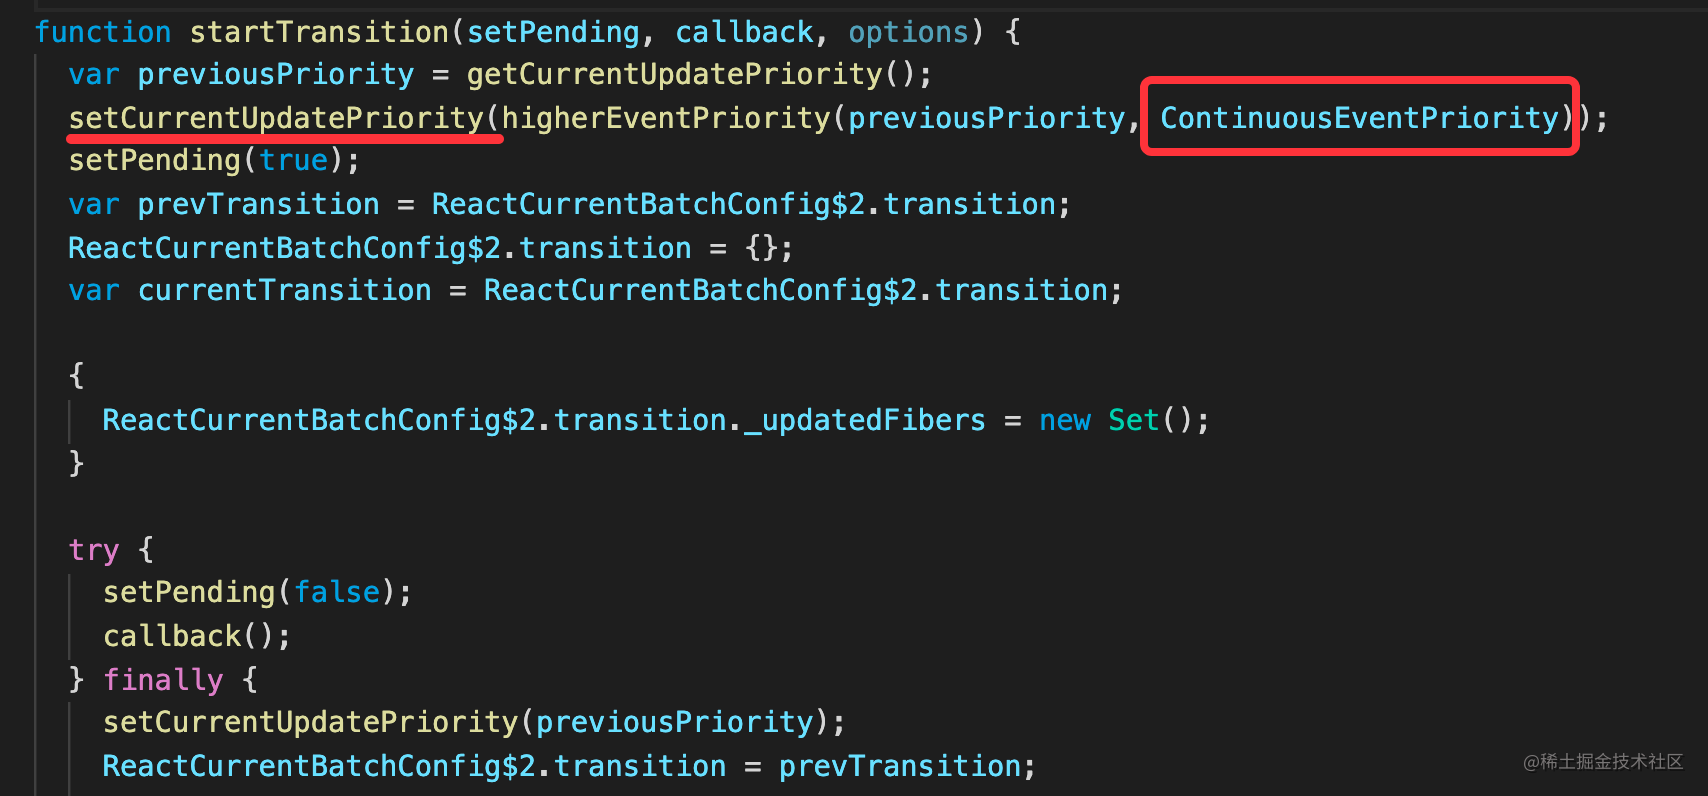 function startTransition(setPending, callback, options) {
var previousPriority = getCurrentUpdatePriority();
setCurrentUpdatePriority(higherEventPriority(previousPriority, ContinuousEventPriority));
setPending(true);
var prevTransition = ReactCurrentBatchConfig$2.transition;
ReactCurrentBatchConfig$2.transition = {};
var currentTransition = ReactCurrentBatchConfig$2.transition;
{
ReactCurrentBatchConfig$2.transition._updatedFibers = new Set();
}
try {
setPending(false);
callback();
} finally {
setCurrentUpdatePriority(previousPriority);
ReactCurrentBatchConfig$2.transition = prevTransition;
@稀土掘金技术社区